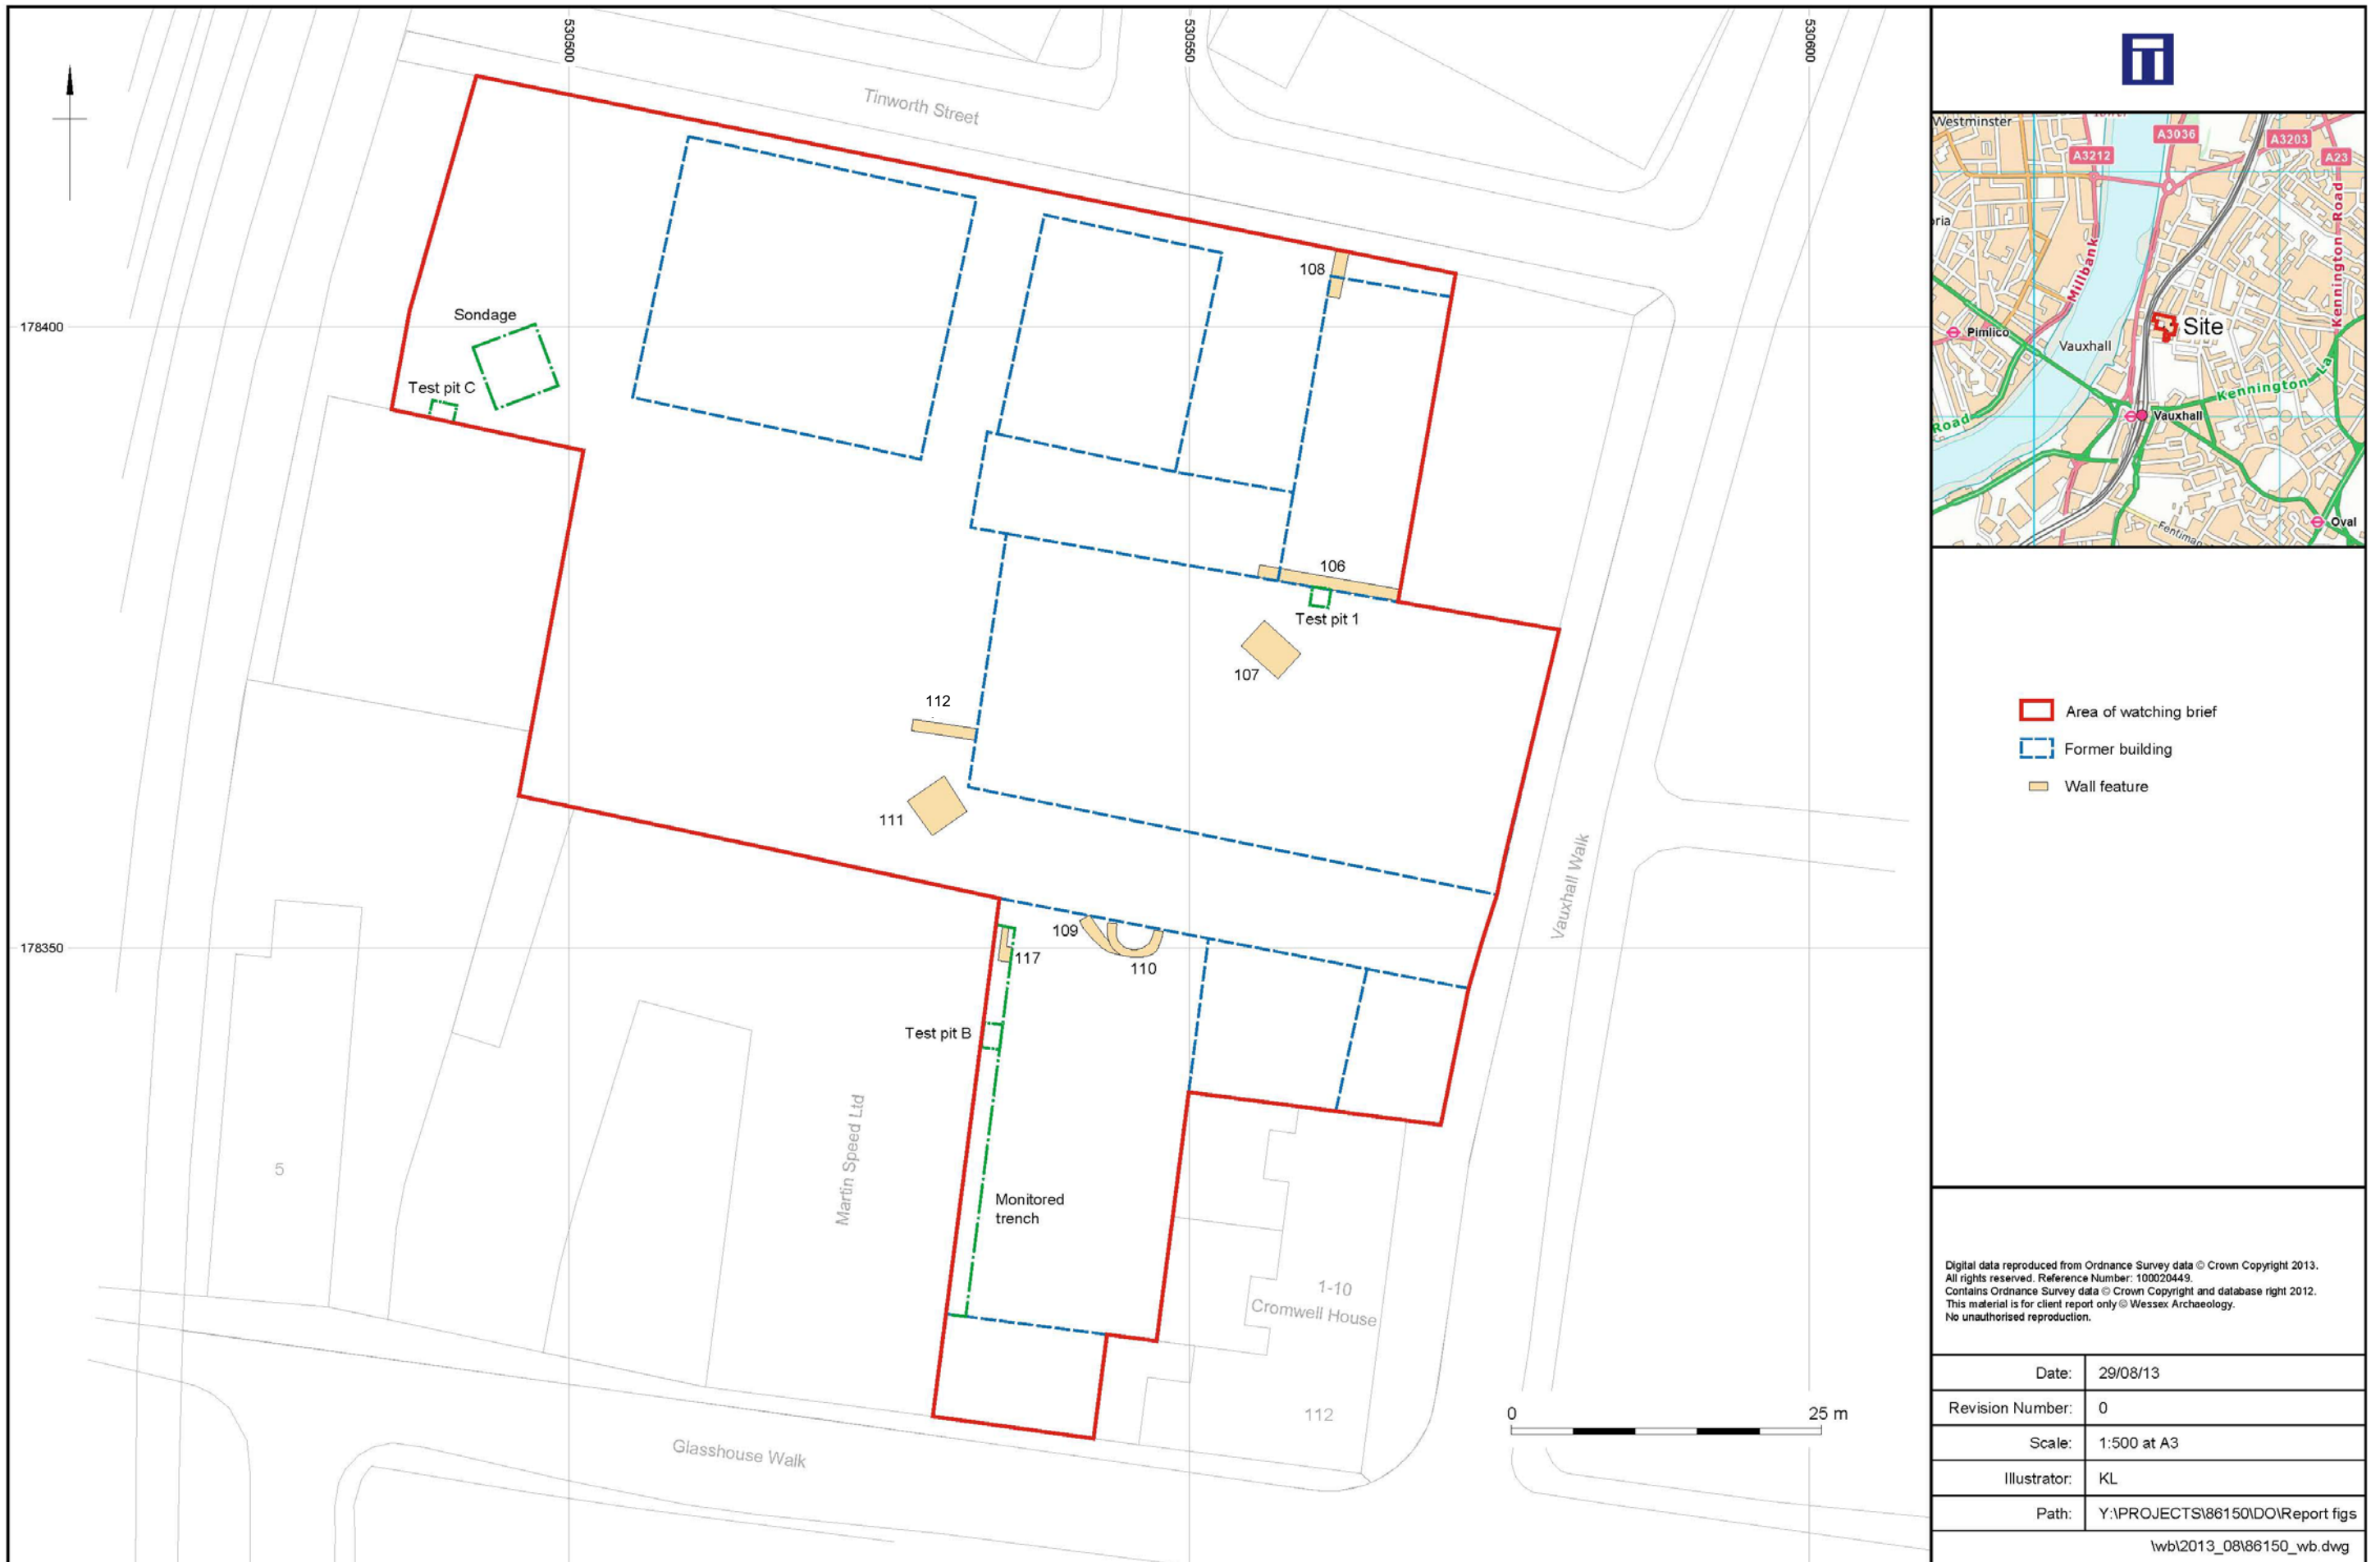 530500
530550
530600
Tinworth Street
178400
108
Sondage
Test pit C
106
Test pit 1
107
112
111
Vauxhall Walk
178350
109
110
117
Test pit B
Martin Speed Ltd
5
Monitored
trench
1-10
Cromwell House
112
0
25 m
Glasshouse Walk
Westminster
A3036
A3212
A3203
A23
Kennington Road
Millbank
Site
Pimlico
Vauxhall
Kennington La
Vauxhall
Road
Oval
Fentiman
Area of watching brief
Former building
Wall feature
Digital data reproduced from Ordnance Survey data © Crown Copyright 2013.
All rights reserved. Reference Number: 100020449.
Contains Ordnance Survey data © Crown Copyright and database right 2012.
This material is for client report only © Wessex Archaeology.
No unauthorised reproduction.
Date: 29/08/13
Revision Number: 0
Scale: 1:500 at A3
Illustrator: KL
Path: Y:\PROJECTS\86150\DO\Report figs
\wb\2013_08\86150_wb.dwg